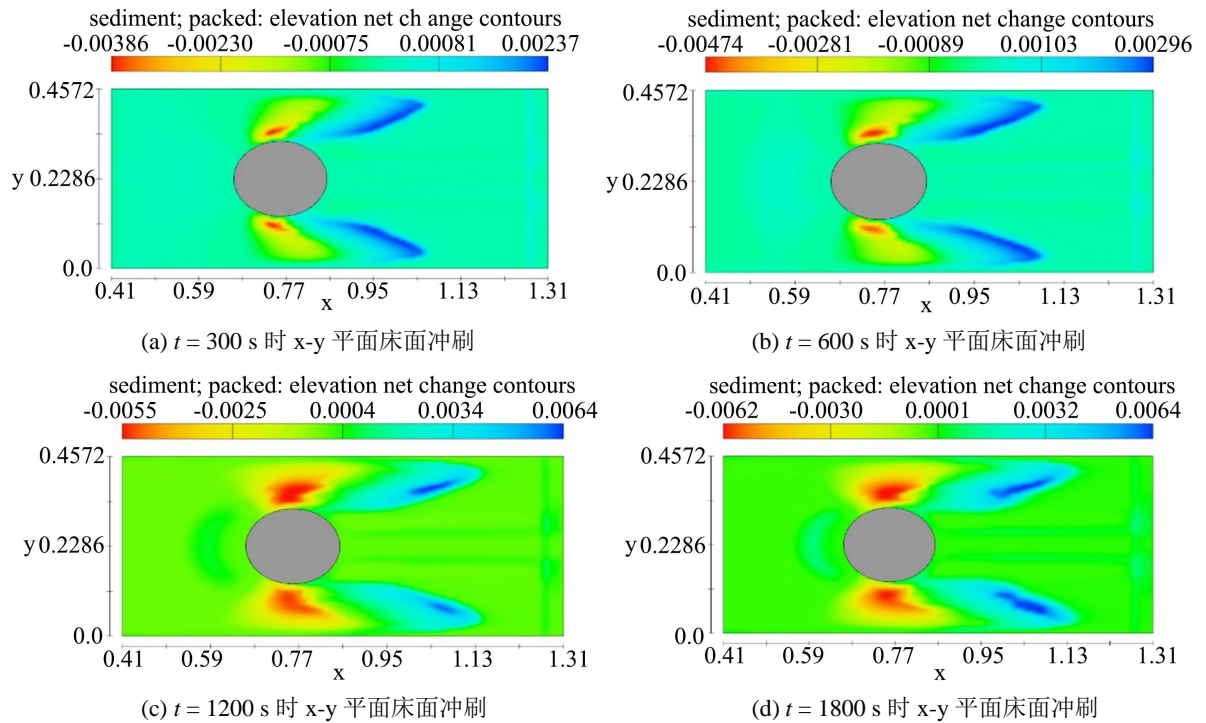 sediment; packed: elevation net ch ange contours
-0.00386 -0.00230 -0.00075 0.00081 0.00237
0.4572
y 0.2286
0.0
0.41 0.59 0.77 0.95 1.13 1.31
x
(a) t = 300 s 时 x-y 平面床面冲刷
sediment; packed: elevation net change contours
-0.00474 -0.00281 -0.00089 0.00103 0.00296
0.4572
y 0.2286
0.0
0.41 0.59 0.77 0.95 1.13 1.31
x
(b) t = 600 s 时 x-y 平面床面冲刷
sediment; packed: elevation net change contours
-0.0055 -0.0025 0.0004 0.0034 0.0064
0.4572
y 0.2286
0.0
0.41 0.59 0.77 0.95 1.13 1.31
x
(c) t = 1200 s 时 x-y 平面床面冲刷
sediment; packed: elevation net change contours
-0.0062 -0.0030 0.0001 0.0032 0.0064
0.4572
y 0.2286
0.0
0.41 0.59 0.77 0.95 1.13 1.31
x
(d) t = 1800 s 时 x-y 平面床面冲刷